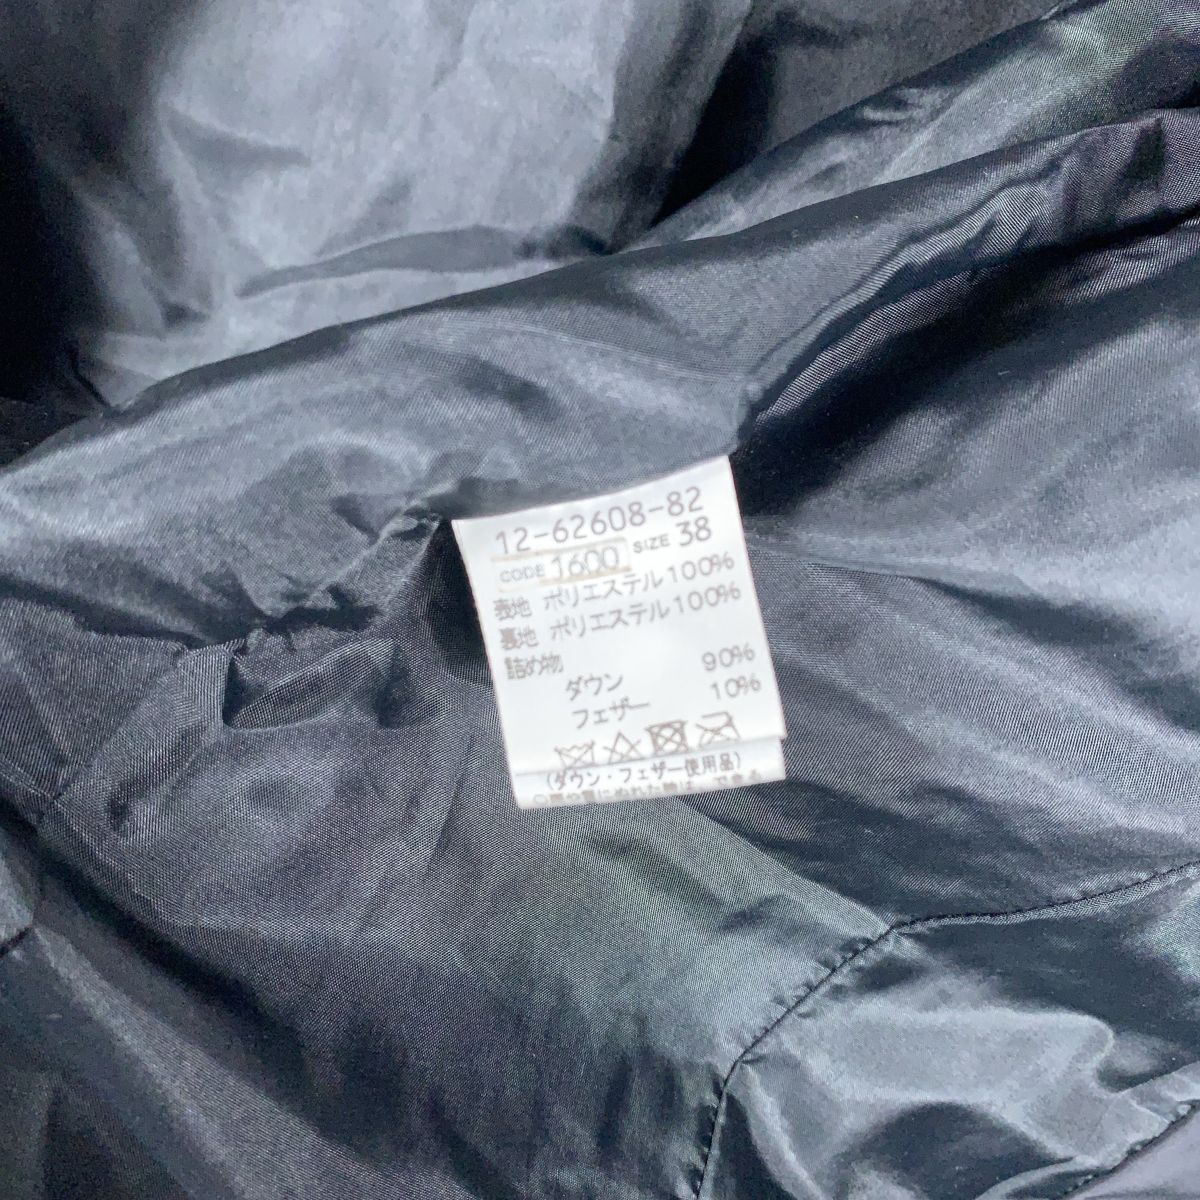 12-62608-82
CODE 1600 SIZE 38
表地 ポリエステル100%
裏地 ポリエステル100%
詰め物
ダウン 90%
フェザー 10%
(ダウン・フェザー使用品)